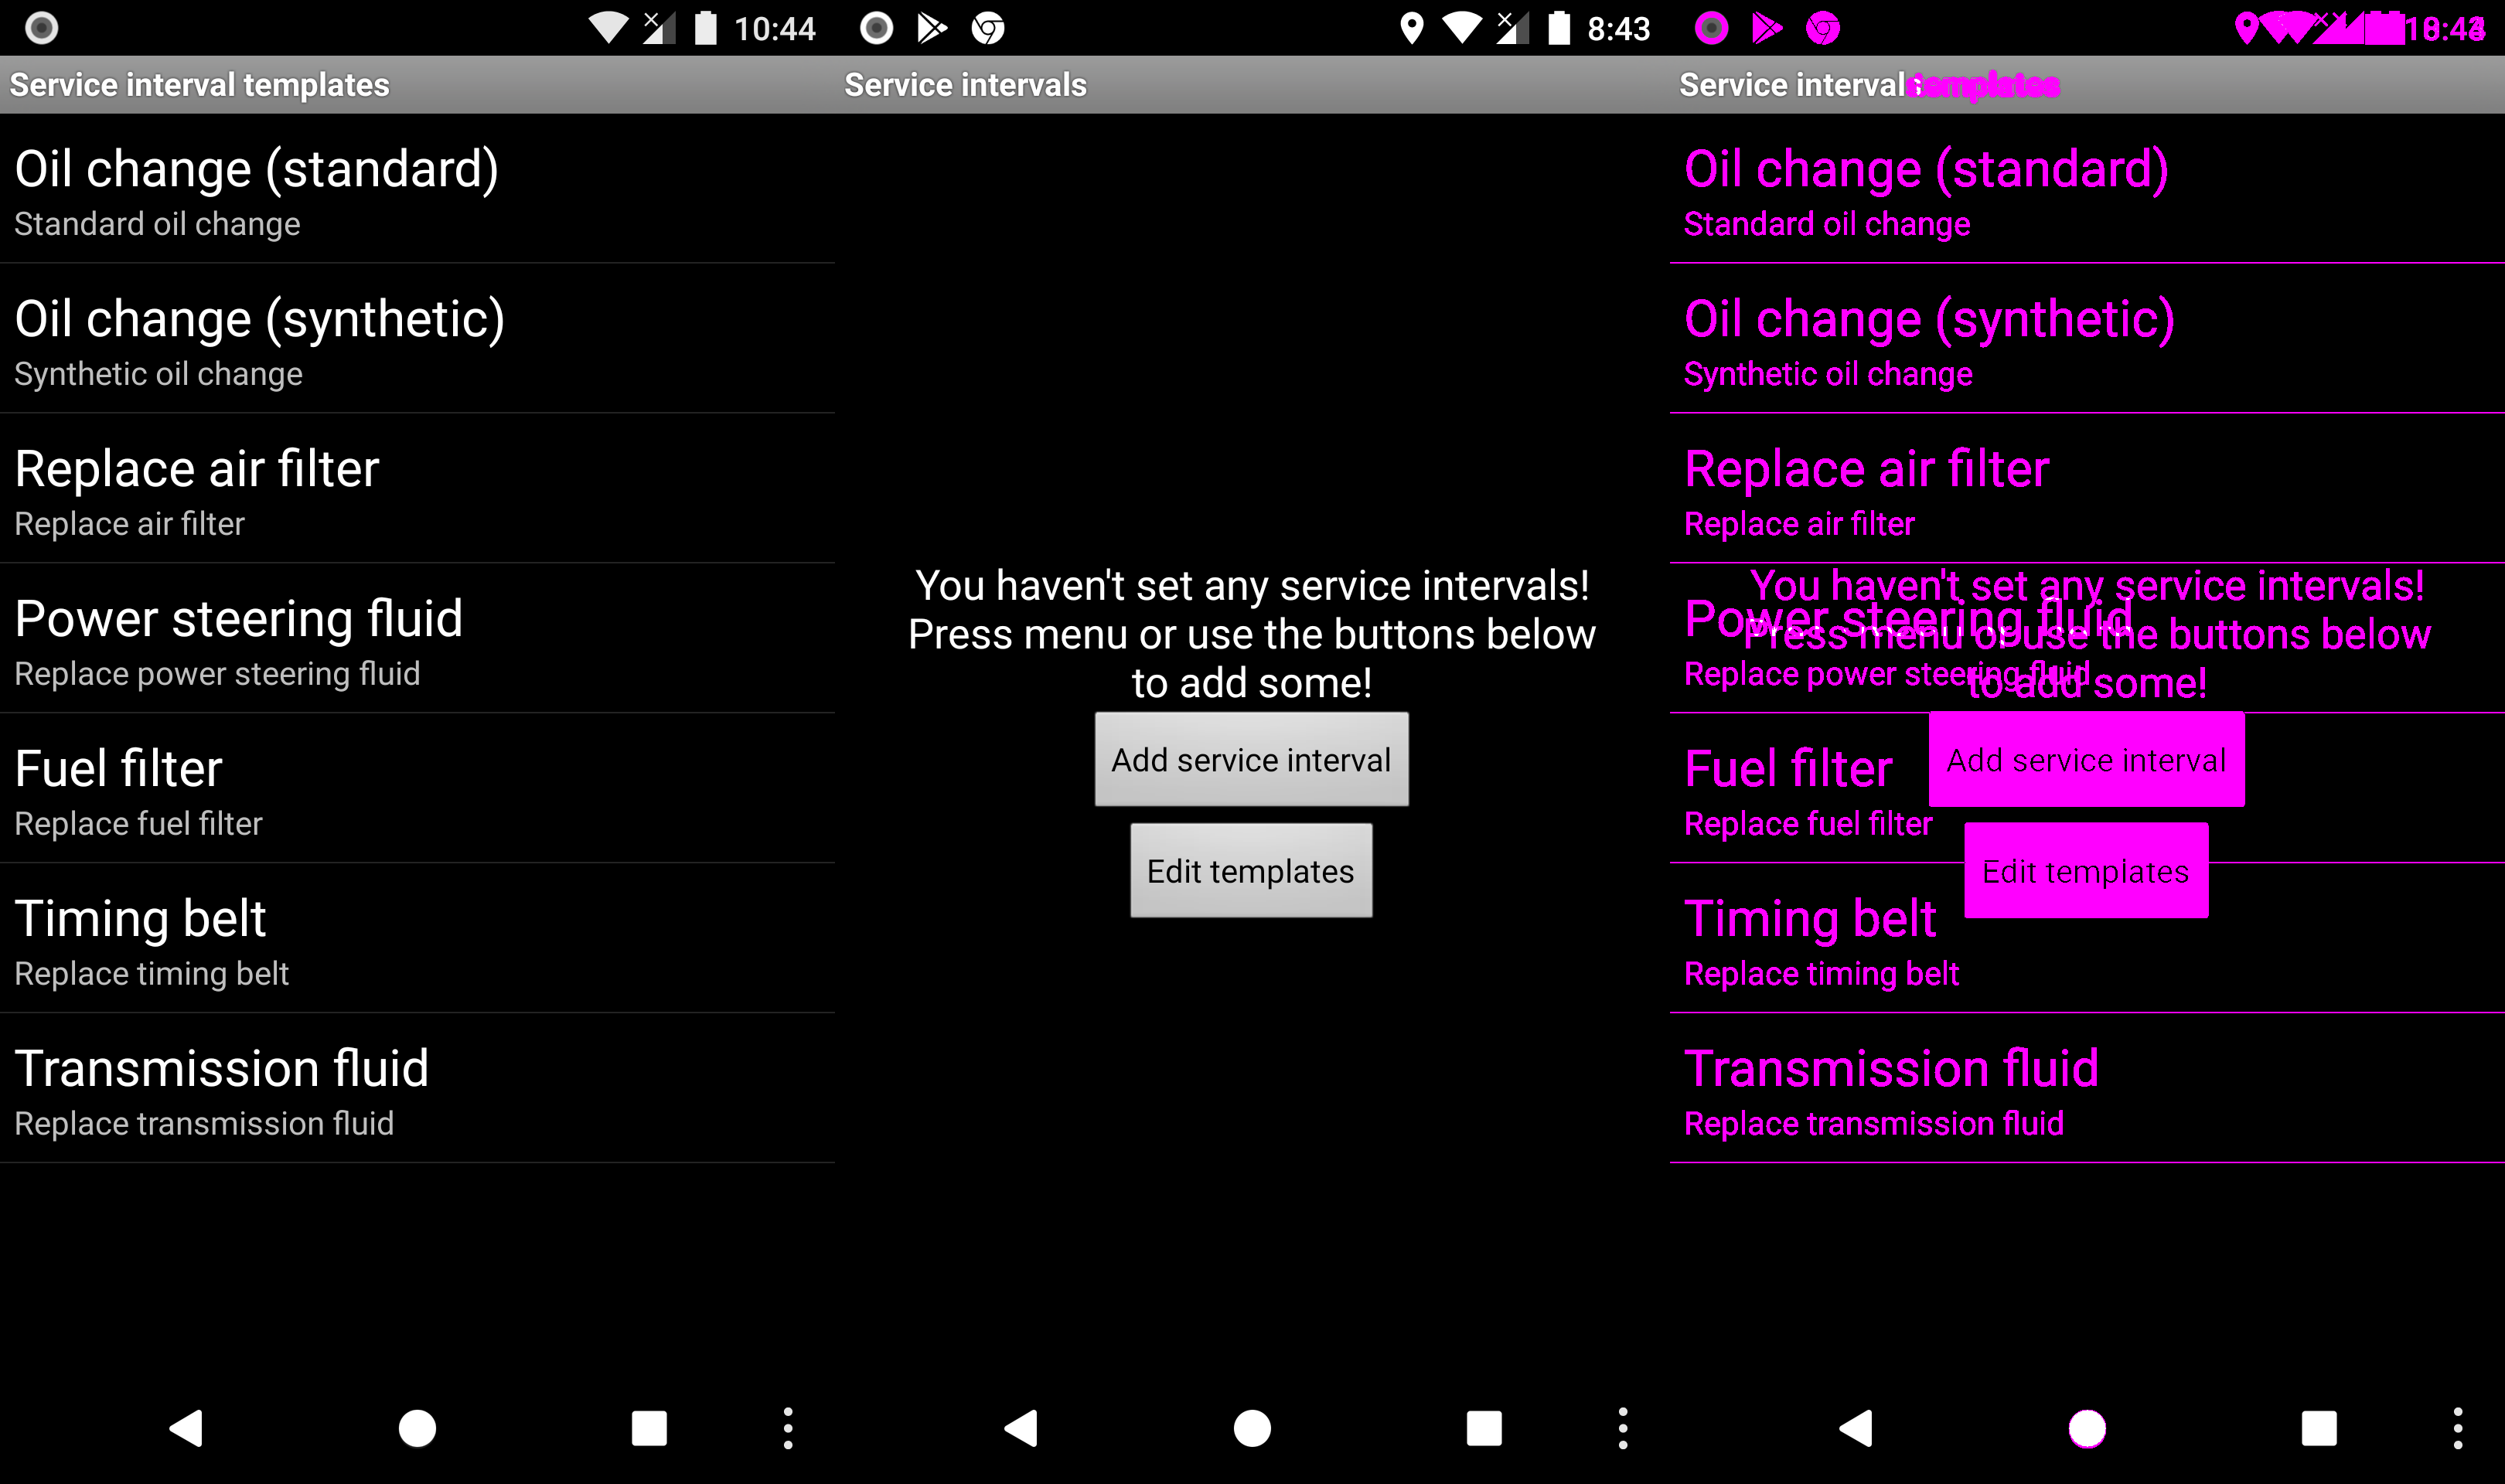 10:44
Service interval templates
Oil change (standard)
Standard oil change
Oil change (synthetic)
Synthetic oil change
Replace air filter
Replace air filter
Power steering fluid
Replace power steering fluid
Fuel filter
Replace fuel filter
Timing belt
Replace timing belt
Transmission fluid
Replace transmission fluid
8:43
Service intervals
You haven't set any service intervals!
Press menu or use the buttons below
to add some!
Add service interval
Edit templates
Service intervals
templates
Oil change (standard)
Standard oil change
Oil change (synthetic)
Synthetic oil change
Replace air filter
Replace air filter
You haven't set any service intervals!
Power steering fluid
Press menu or use the buttons below
Replace power steering fluid
to add some!
Fuel filter
Add service interval
Replace fuel filter
Edit templates
Timing belt
Replace timing belt
Transmission fluid
Replace transmission fluid